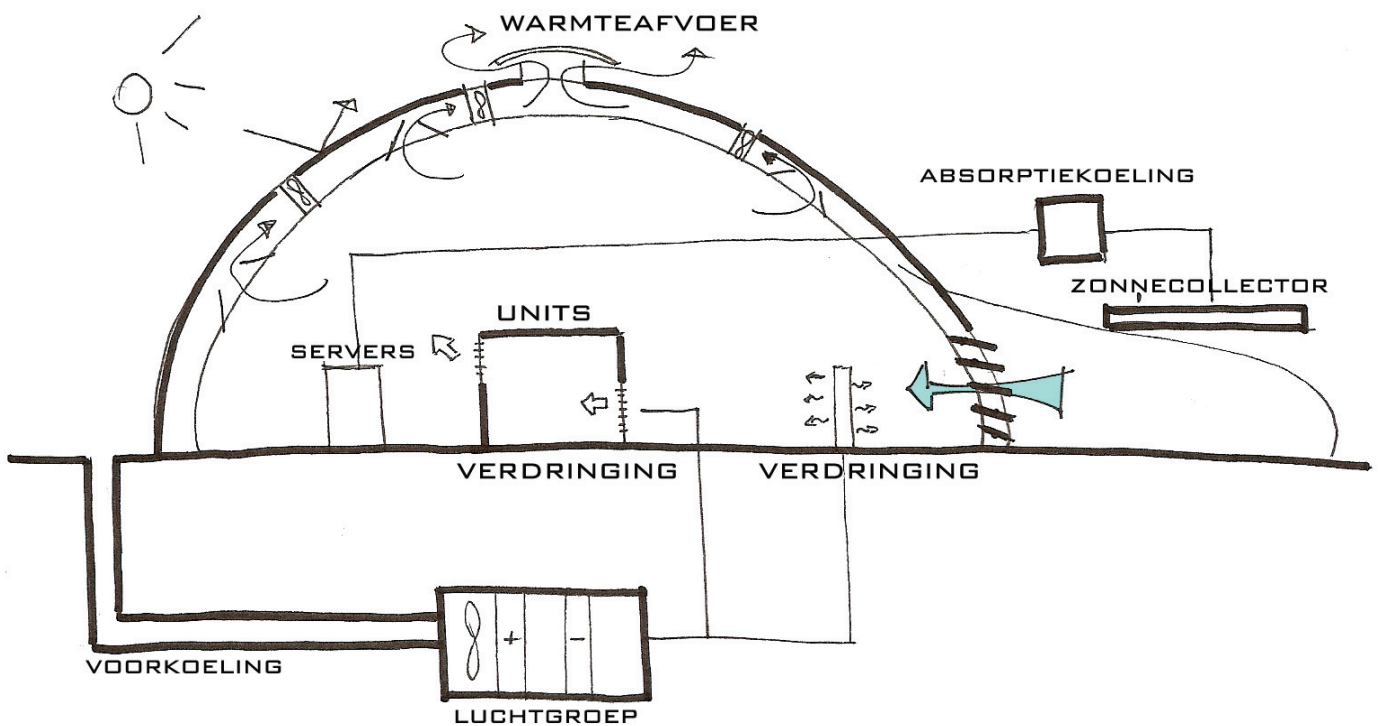 WARMTEAFVOER
ABSORPTIEKOELING
ZONNECOLLECTOR
UNITS
SERVERS
VERDRINGING
VERDRINGING
+ -
VOORKOELING
LUCHTGROEP